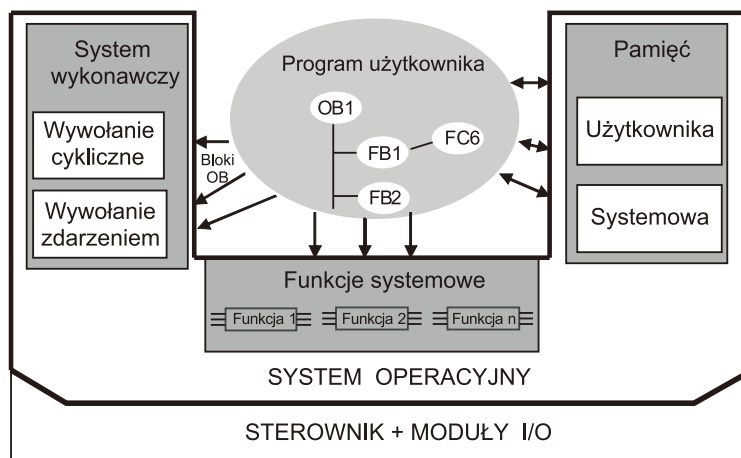 System
wykonawczy
Wywołanie
cykliczne
Wywołanie
zdarzeniem
Bloki
OB
Program użytkownika
OB1
FB1
FC6
FB2
Pamięć
Użytkownika
Systemowa
Funkcje systemowe
Funkcja 1
Funkcja 2
Funkcja n
SYSTEM OPERACYJNY
STEROWNIK + MODUŁY I/O